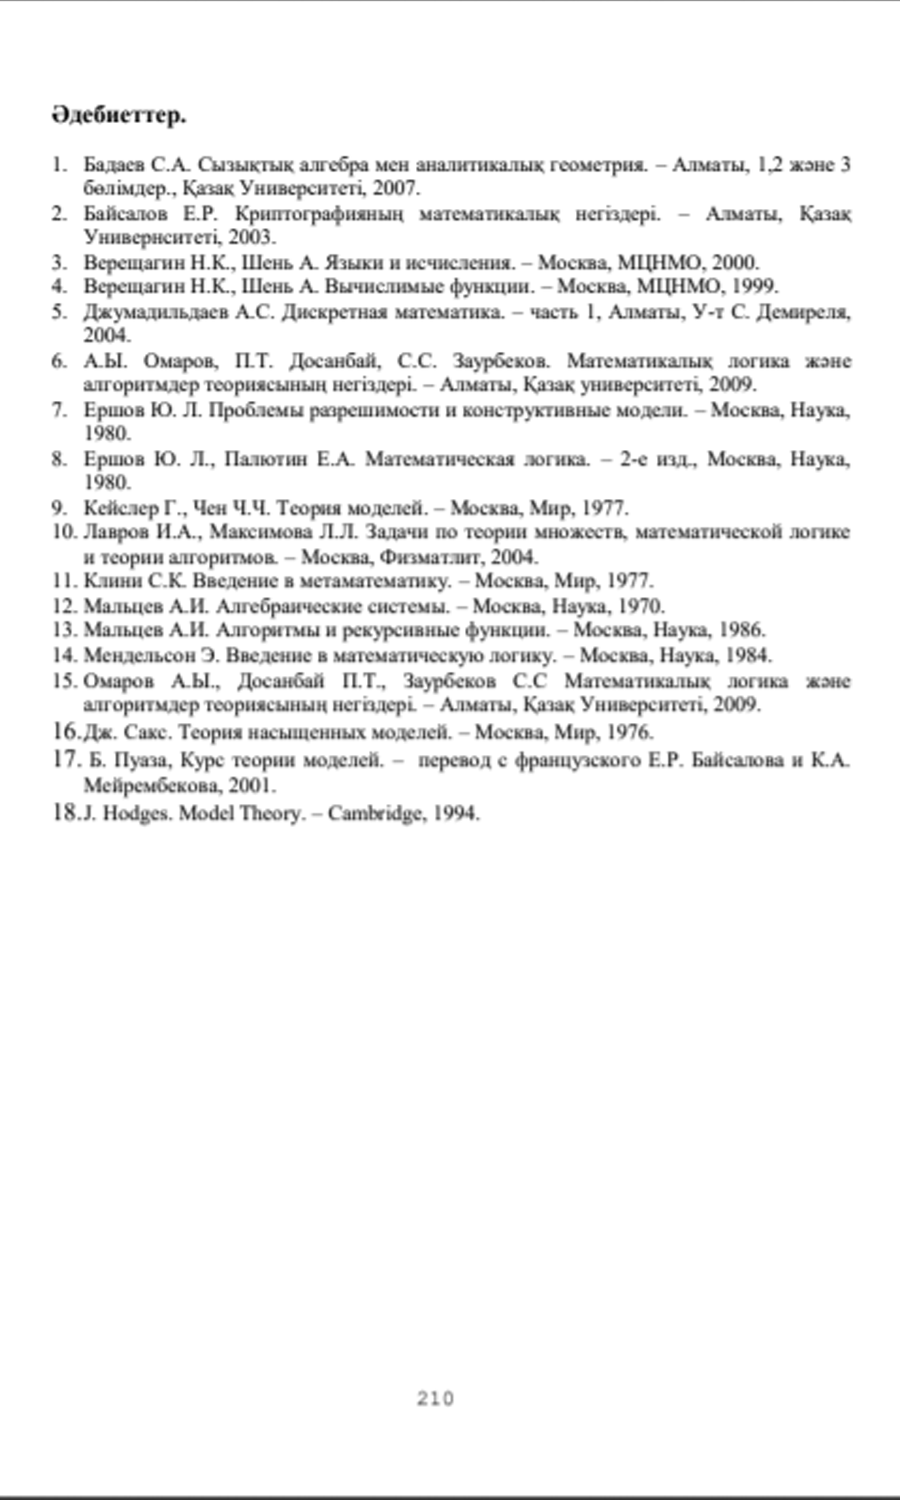 Әдебиеттер.
1. Бадаев С.А. Сызықтық алгебра мен аналитикалық геометрия. – Алматы, 1,2 және 3
бөлімдер., Қазақ Университеті, 2007.
2. Байсалов Е.Р. Криптографияның математикалық негіздері. – Алматы, Қазақ
Универнситеті, 2003.
3. Верещагин Н.К., Шень А. Языки и исчисления. – Москва, МЦНМО, 2000.
4. Верещагин Н.К., Шень А. Вычислимые функции. – Москва, МЦНМО, 1999.
5. Джумадильдаев А.С. Дискретная математика. – часть 1, Алматы, У-т С. Демиреля,
2004.
6. А.Ы. Омаров, П.Т. Досанбай, С.С. Заурбеков. Математикалық логика және
алгоритмдер теориясының негіздері. – Алматы, Қазақ университеті, 2009.
7. Ершов Ю. Л. Проблемы разрешимости и конструктивные модели. – Москва, Наука,
1980.
8. Ершов Ю. Л., Палютин Е.А. Математическая логика. – 2-е изд., Москва, Наука,
1980.
9. Кейслер Г., Чен Ч.Ч. Теория моделей. – Москва, Мир, 1977.
10. Лавров И.А., Максимова Л.Л. Задачи по теории множеств, математической логике
и теории алгоритмов. – Москва, Физматлит, 2004.
11. Клини С.К. Введение в метаматематику. – Москва, Мир, 1977.
12. Мальцев А.И. Алгебраические системы. – Москва, Наука, 1970.
13. Мальцев А.И. Алгоритмы и рекурсивные функции. – Москва, Наука, 1986.
14. Мендельсон Э. Введение в математическую логику. – Москва, Наука, 1984.
15. Омаров А.Ы., Досанбай П.Т., Заурбеков С.С Математикалық логика және
алгоритмдер теориясының негіздері. – Алматы, Қазақ Университеті, 2009.
16.Дж. Сакс. Теория насыщенных моделей. – Москва, Мир, 1976.
17. Б. Пуаза, Курс теории моделей. – перевод с французского Е.Р. Байсалова и К.А.
Мейрембекова, 2001.
18.J. Hodges. Model Theory. – Cambridge, 1994.
210